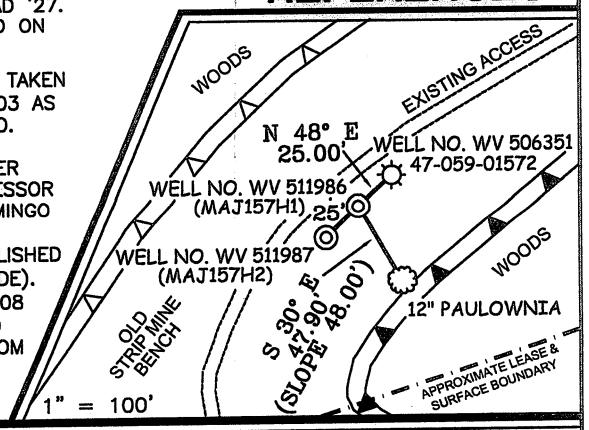 AD '27.
D ON
TAKEN
03 AS
D.
ER
ESSOR
MINGO
LISHED
DE).
08
OM
WOODS
EXISTING ACCESS
N 48° E
25.00'
WELL NO. WV 506351
47-059-01572
WELL NO. WV 511986
(MAJ157H1)
25'
WELL NO. WV 511987
(MAJ157H2)
OLD
STRIP MINE
BENCH
S 30° E
47.90'
(SLOPE 48.00')
WOODS
12" PAULOWNIA
APPROXIMATE LEASE &
SURFACE BOUNDARY
1" = 100'